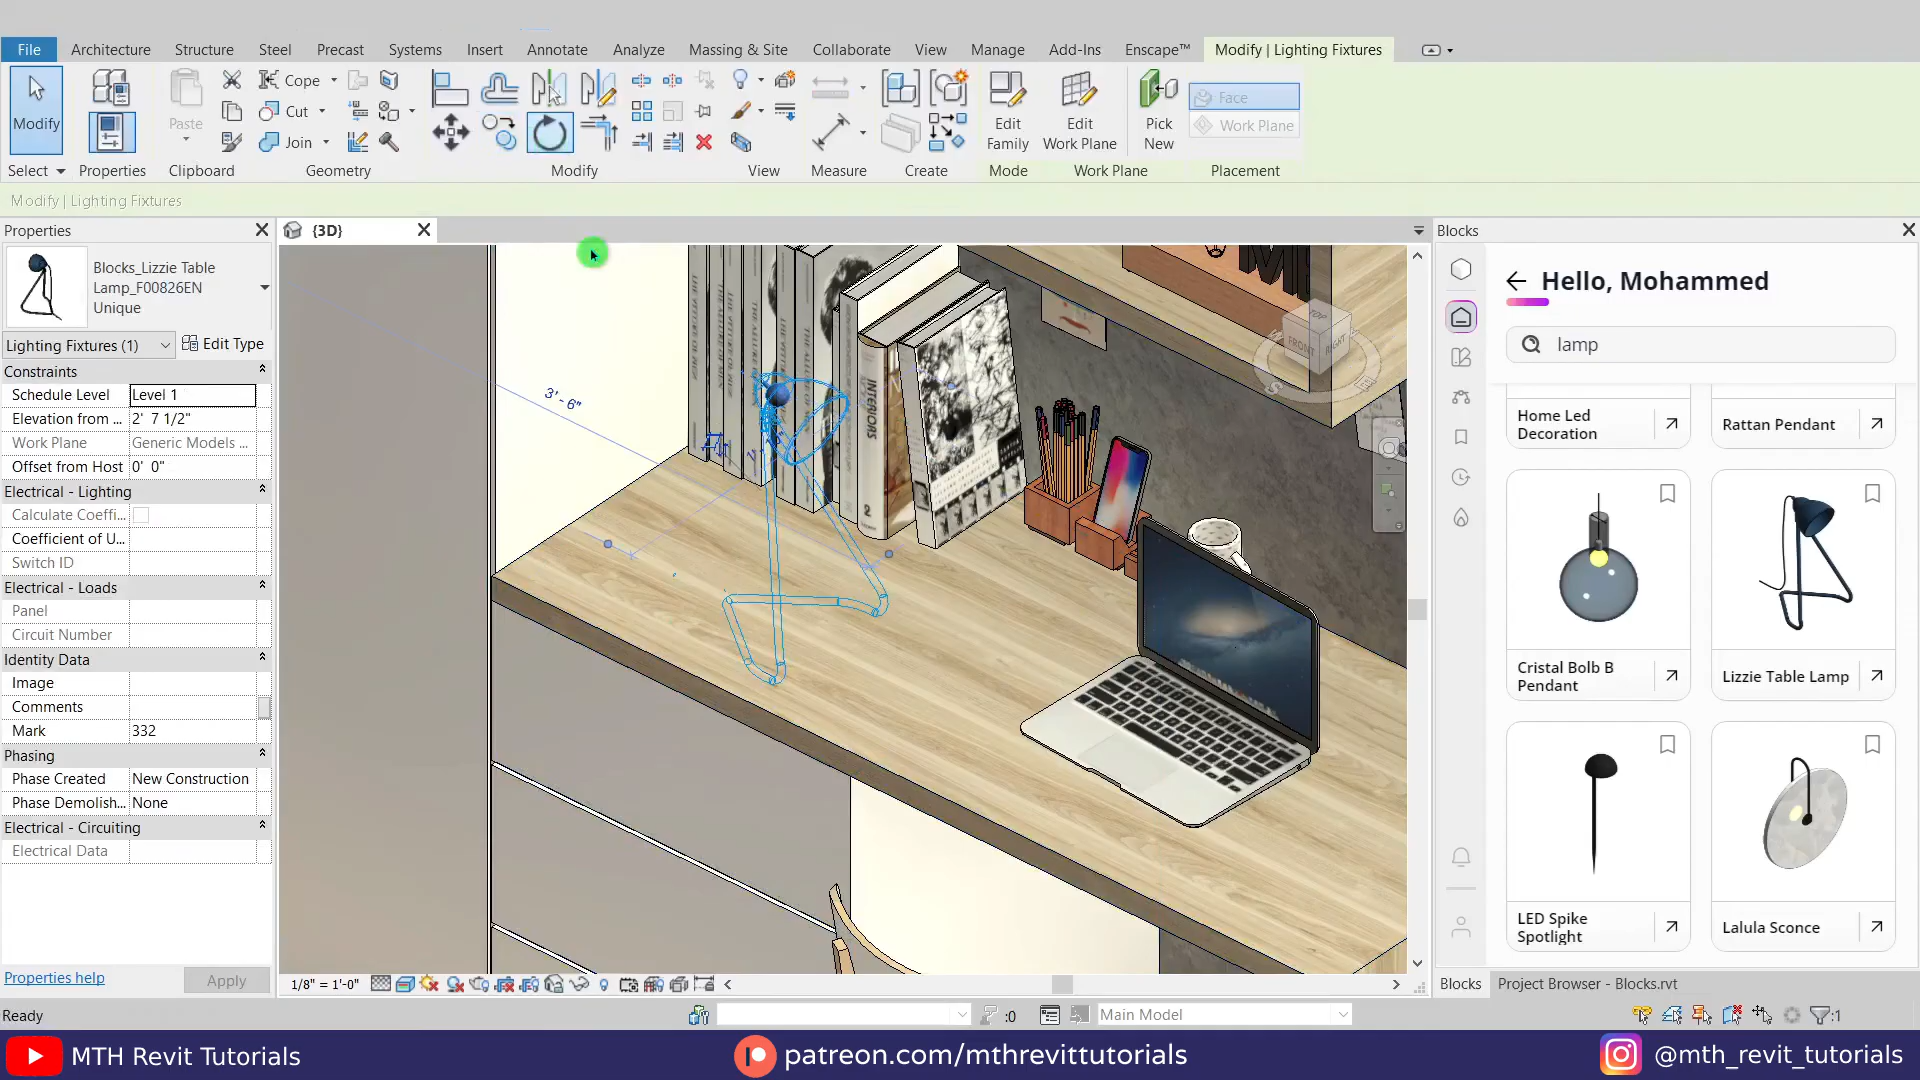 File Architecture Structure Steel Precast Systems Insert Annotate Analyze Massing & Site Collaborate View Manage Add-Ins Enscape™ Modify | Lighting Fixtures
Modify Paste Cope Cut Join Edit Family Edit Work Plane Pick New Face Work Plane
Select Properties Clipboard Geometry Modify View Measure Create Mode Work Plane Placement
Modify | Lighting Fixtures
Properties
{3D}
Blocks
Blocks_Lizzie Table
Lamp_F00826EN
Unique
Lighting Fixtures (1) Edit Type
Constraints
Schedule Level Level 1
Elevation from ... 2' 7 1/2"
Work Plane Generic Models ...
Offset from Host 0' 0"
Electrical - Lighting
Calculate Coeffi...
Coefficient of U...
Switch ID
Electrical - Loads
Panel
Circuit Number
Identity Data
Image
Comments
Mark 332
Phasing
Phase Created New Construction
Phase Demolish... None
Electrical - Circuiting
Electrical Data
Properties help Apply
3' - 6"
INTERIORS
2
TOP
FRONT
RIGHT
Hello, Mohammed
lamp
Home Led
Decoration
Rattan Pendant
Cristal Bolb B
Pendant
Lizzie Table Lamp
LED Spike
Spotlight
Lalula Sconce
1/8" = 1'-0"
Blocks Project Browser - Blocks.rvt
Ready :0 Main Model :1
MTH Revit Tutorials patreon.com/mthrevittutorials @mth_revit_tutorials